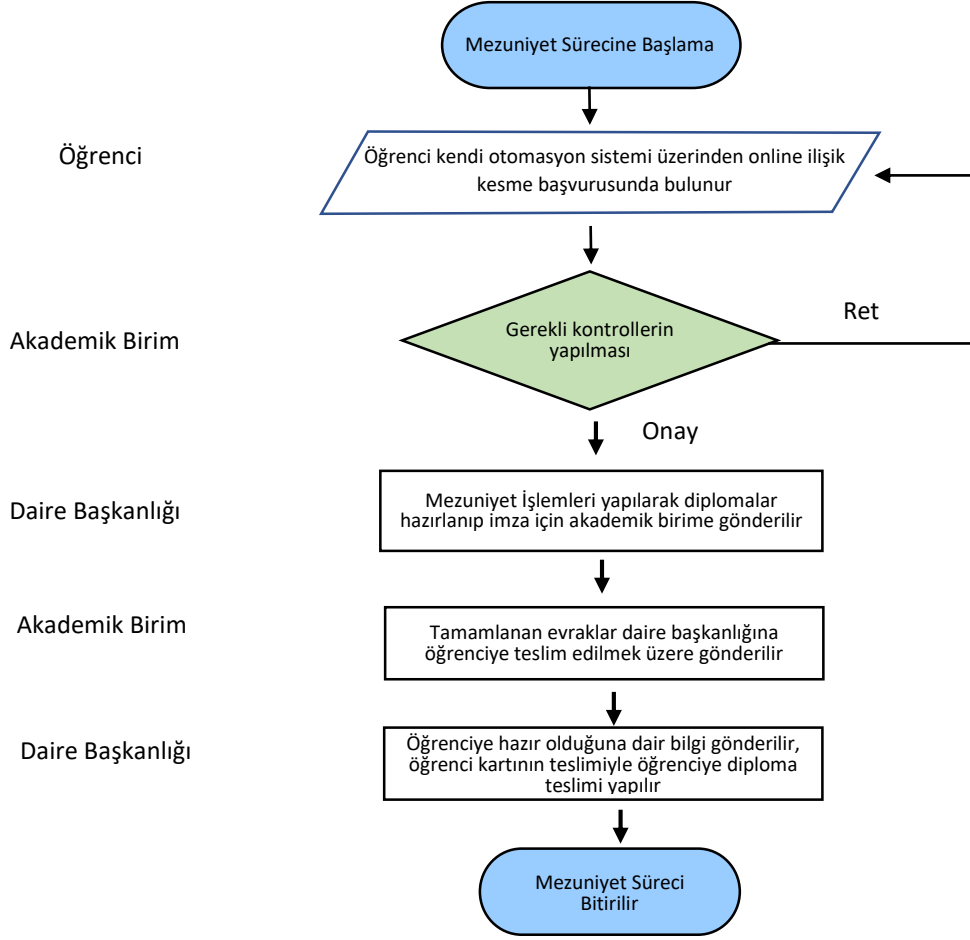 Mezuniyet Sürecine Başlama
Öğrenci
Öğrenci kendi otomasyon sistemi üzerinden online ilişik
kesme başvurusunda bulunur
Akademik Birim
Gerekli kontrollerin
yapılması
Ret
Onay
Daire Başkanlığı
Mezuniyet İşlemleri yapılarak diplomalar
hazırlanıp imza için akademik birime gönderilir
Akademik Birim
Tamamlanan evraklar daire başkanlığına
öğrenciye teslim edilmek üzere gönderilir
Daire Başkanlığı
Öğrenciye hazır olduğuna dair bilgi gönderilir,
öğrenci kartının teslimiyle öğrenciye diploma
teslimi yapılır
Mezuniyet Süreci
Bitirilir